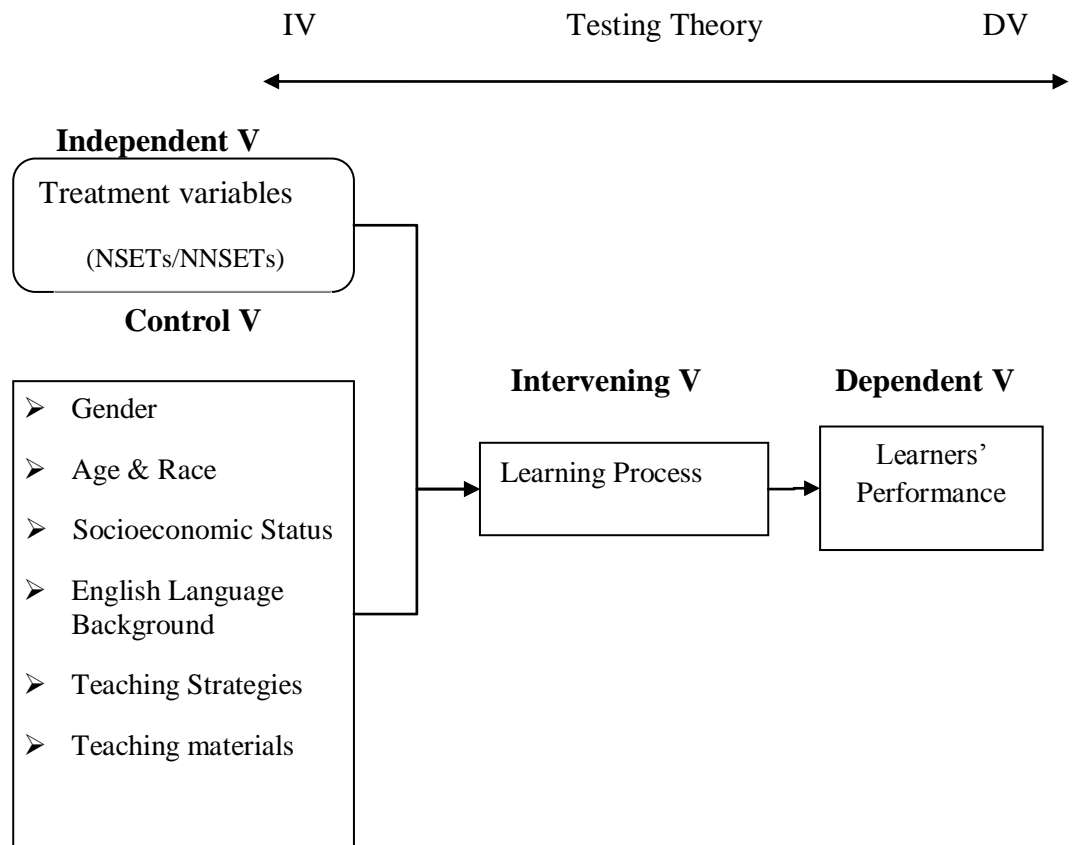 IV Testing Theory DV
Independent V
Treatment variables
(NSETs/NNSETs)
Control V
➢ Gender
➢ Age & Race
➢ Socioeconomic Status
➢ English Language
Background
➢ Teaching Strategies
➢ Teaching materials
Intervening V
Learning Process
Dependent V
Learners’
Performance